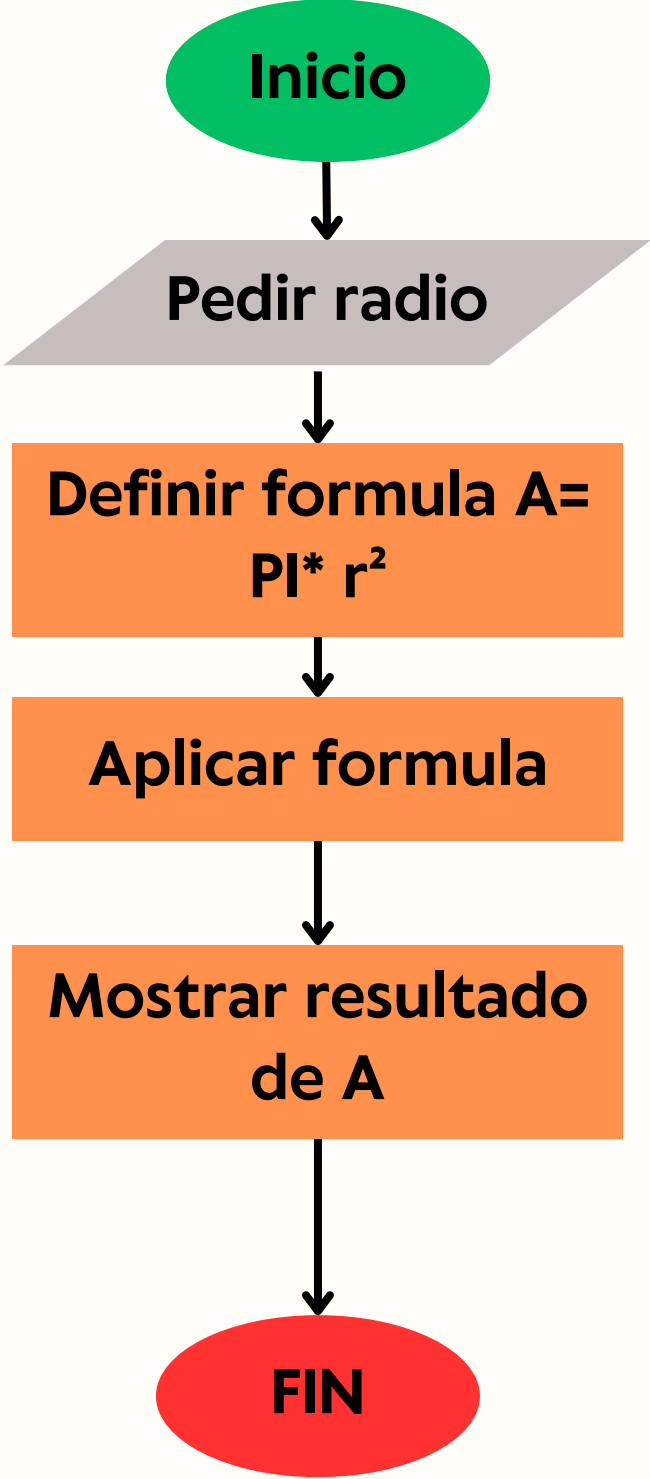 Inicio
Pedir radio
Definir formula A=
PI* r²
Aplicar formula
Mostrar resultado
de A
FIN